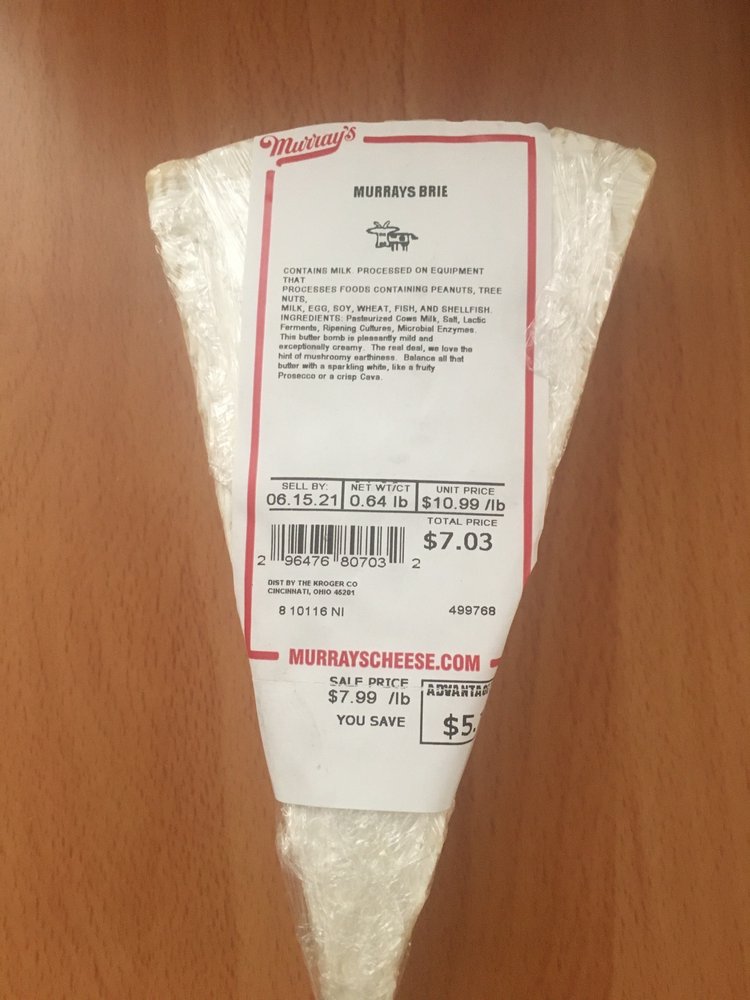 Murray's
MURRAYS BRIE
CONTAINS MILK PROCESSED ON EQUIPMENT
THAT
PROCESSES FOODS CONTAINING PEANUTS, TREE
NUTS,
MILK, EGG, SOY, WHEAT, FISH, AND SHELLFISH.
INGREDIENTS: Pasteurized Cows Milk, Salt, Lactic
Ferments, Ripening Cultures, Microbial Enzymes.
This butter bomb is pleasantly mild and
exceptionally creamy. The real deal, we love the
hint of mushroomy earthiness. Balance all that
butter with a sparkling white, like a fruity
Prosecco or a crisp Cava.
SELL BY: NET WT/CT UNIT PRICE
06.15.21 0.64 lb $10.99 /lb
TOTAL PRICE
$7.03
2 96476 80703 2
DIST BY THE KROGER CO
CINCINNATI, OHIO 45201
8 10116 NI 499768
MURRAYSCHEESE.COM
SALE PRICE
$7.99 /lb
YOU SAVE
$5.